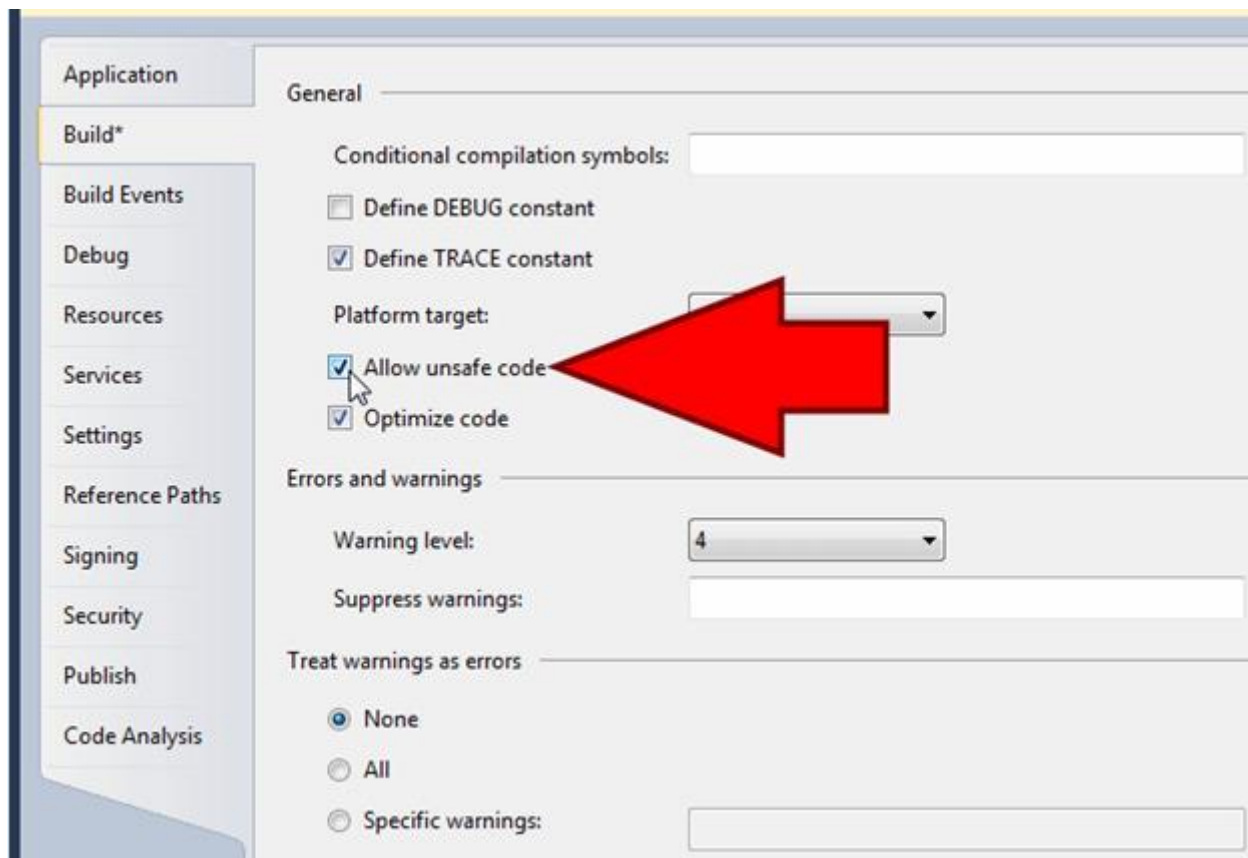 Application
Build*
Build Events
Debug
Resources
Services
Settings
Reference Paths
Signing
Security
Publish
Code Analysis
General
Conditional compilation symbols:
Define DEBUG constant
Define TRACE constant
Platform target:
Allow unsafe code
Optimize code
Errors and warnings
Warning level: 4
Suppress warnings:
Treat warnings as errors
None
All
Specific warnings: